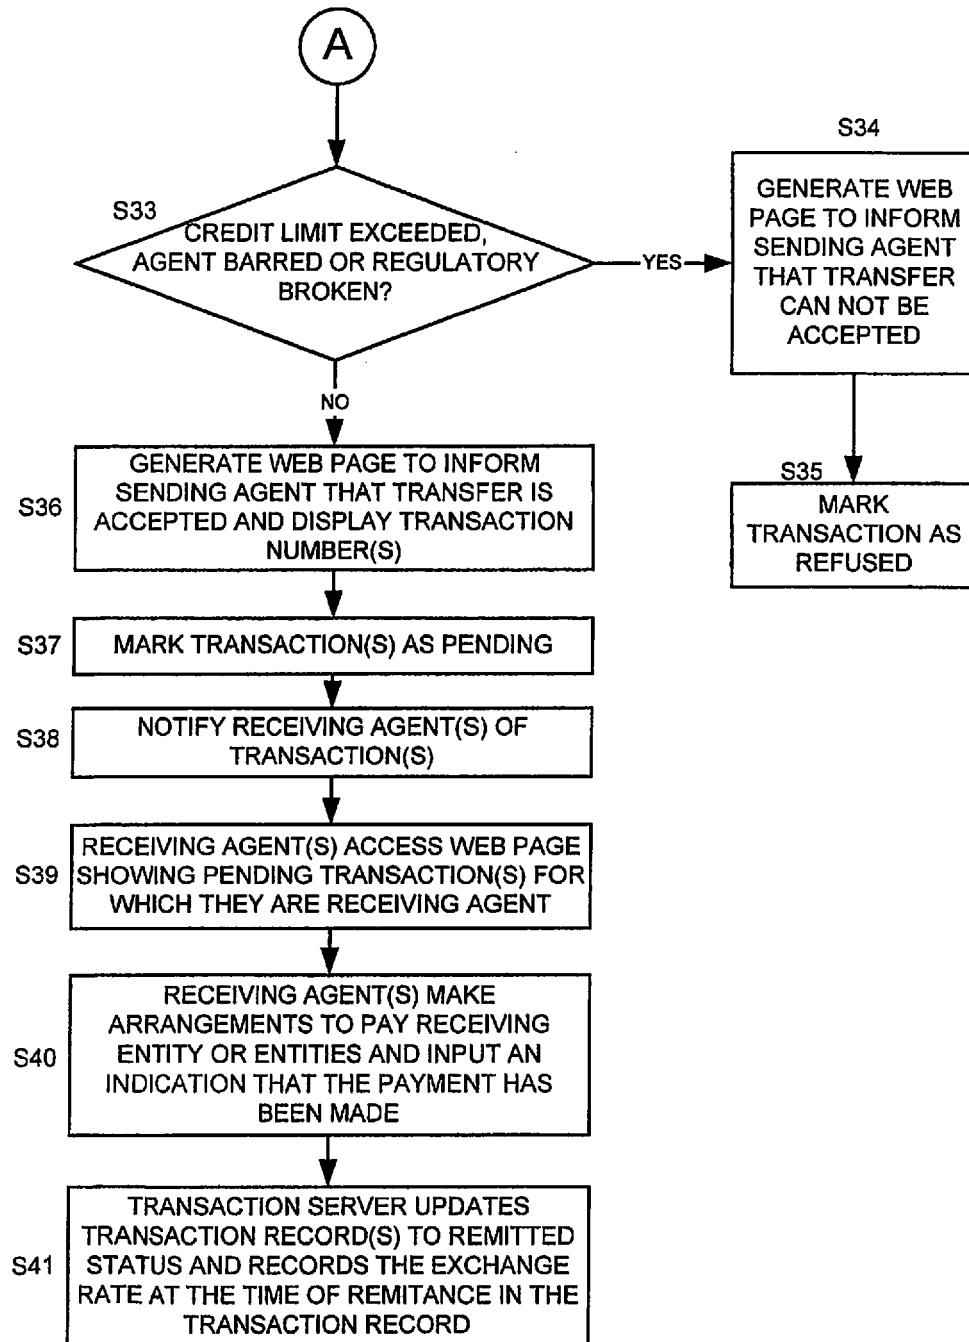 A
S33
CREDIT LIMIT EXCEEDED,
AGENT BARRED OR REGULATORY
BROKEN?
YES
S34
GENERATE WEB
PAGE TO INFORM
SENDING AGENT
THAT TRANSFER
CAN NOT BE
ACCEPTED
S35
MARK
TRANSACTION AS
REFUSED
NO
S36
GENERATE WEB PAGE TO INFORM
SENDING AGENT THAT TRANSFER IS
ACCEPTED AND DISPLAY TRANSACTION
NUMBER(S)
S37
MARK TRANSACTION(S) AS PENDING
S38
NOTIFY RECEIVING AGENT(S) OF
TRANSACTION(S)
S39
RECEIVING AGENT(S) ACCESS WEB PAGE
SHOWING PENDING TRANSACTION(S) FOR
WHICH THEY ARE RECEIVING AGENT
S40
RECEIVING AGENT(S) MAKE
ARRANGEMENTS TO PAY RECEIVING
ENTITY OR ENTITIES AND INPUT AN
INDICATION THAT THE PAYMENT HAS
BEEN MADE
S41
TRANSACTION SERVER UPDATES
TRANSACTION RECORD(S) TO REMITTED
STATUS AND RECORDS THE EXCHANGE
RATE AT THE TIME OF REMITANCE IN THE
TRANSACTION RECORD